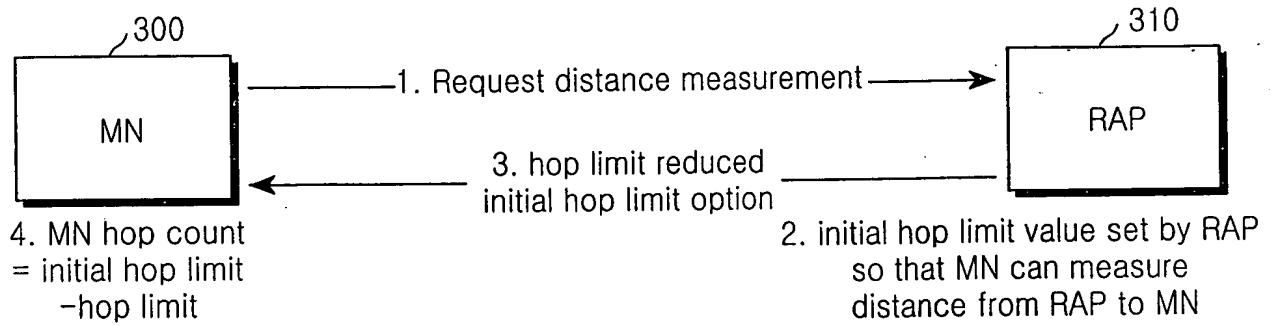 300
310
MN
1. Request distance measurement
RAP
3. hop limit reduced
initial hop limit option
4. MN hop count
= initial hop limit
-hop limit
2. initial hop limit value set by RAP
so that MN can measure
distance from RAP to MN